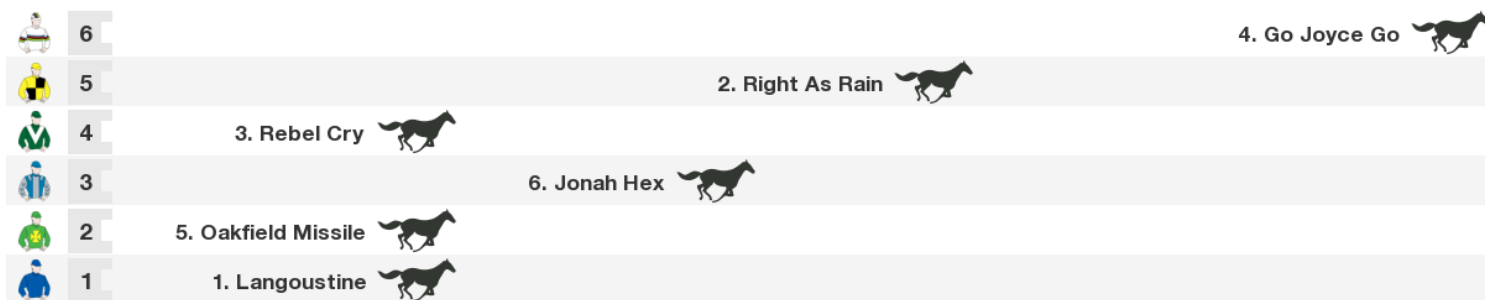 6 4. Go Joyce Go
5 2. Right As Rain
4 3. Rebel Cry
3 6. Jonah Hex
2 5. Oakfield Missile
1 1. Langoustine